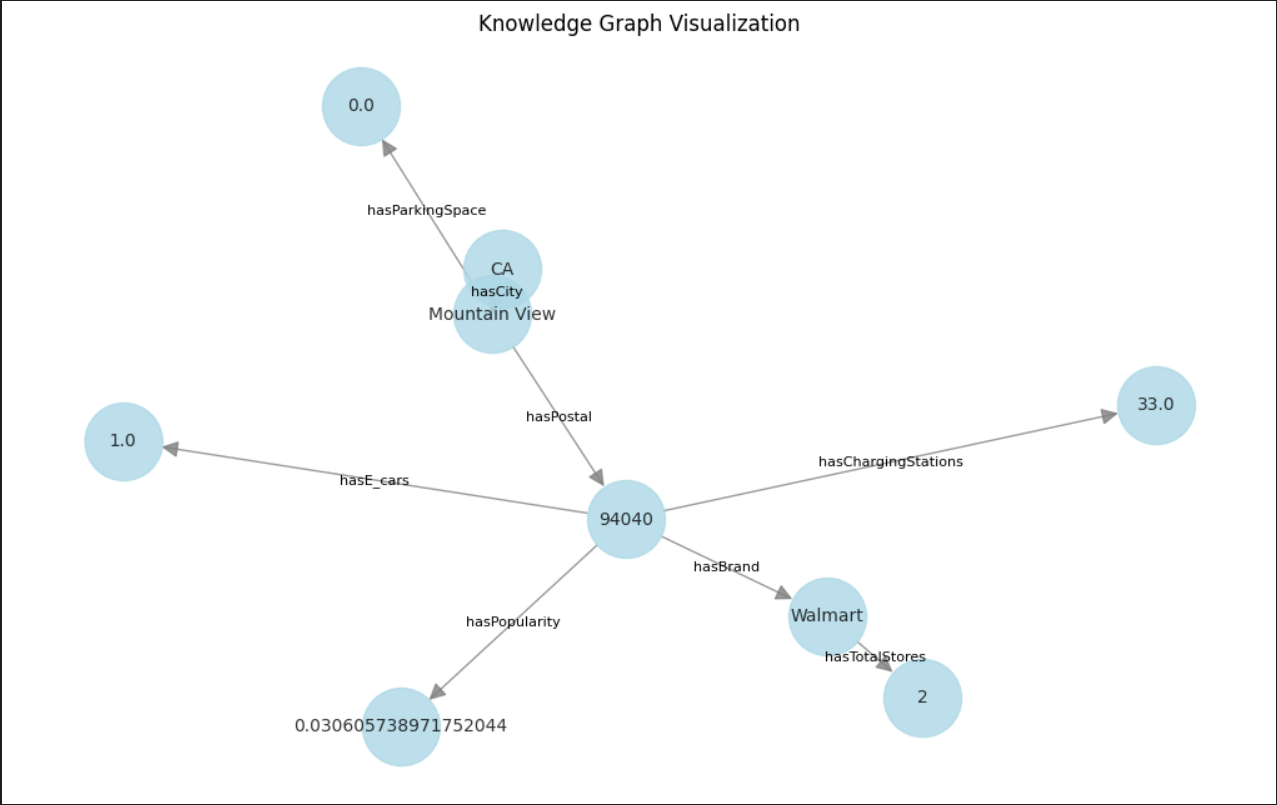 Knowledge Graph Visualization
0.0
hasParkingSpace
CA
hasCity
Mountain View
hasPostal
33.0
1.0
hasChargingStations
hasE_cars
94040
hasBrand
Walmart
hasPopularity
hasTotalStores
2
0.030605738971752044